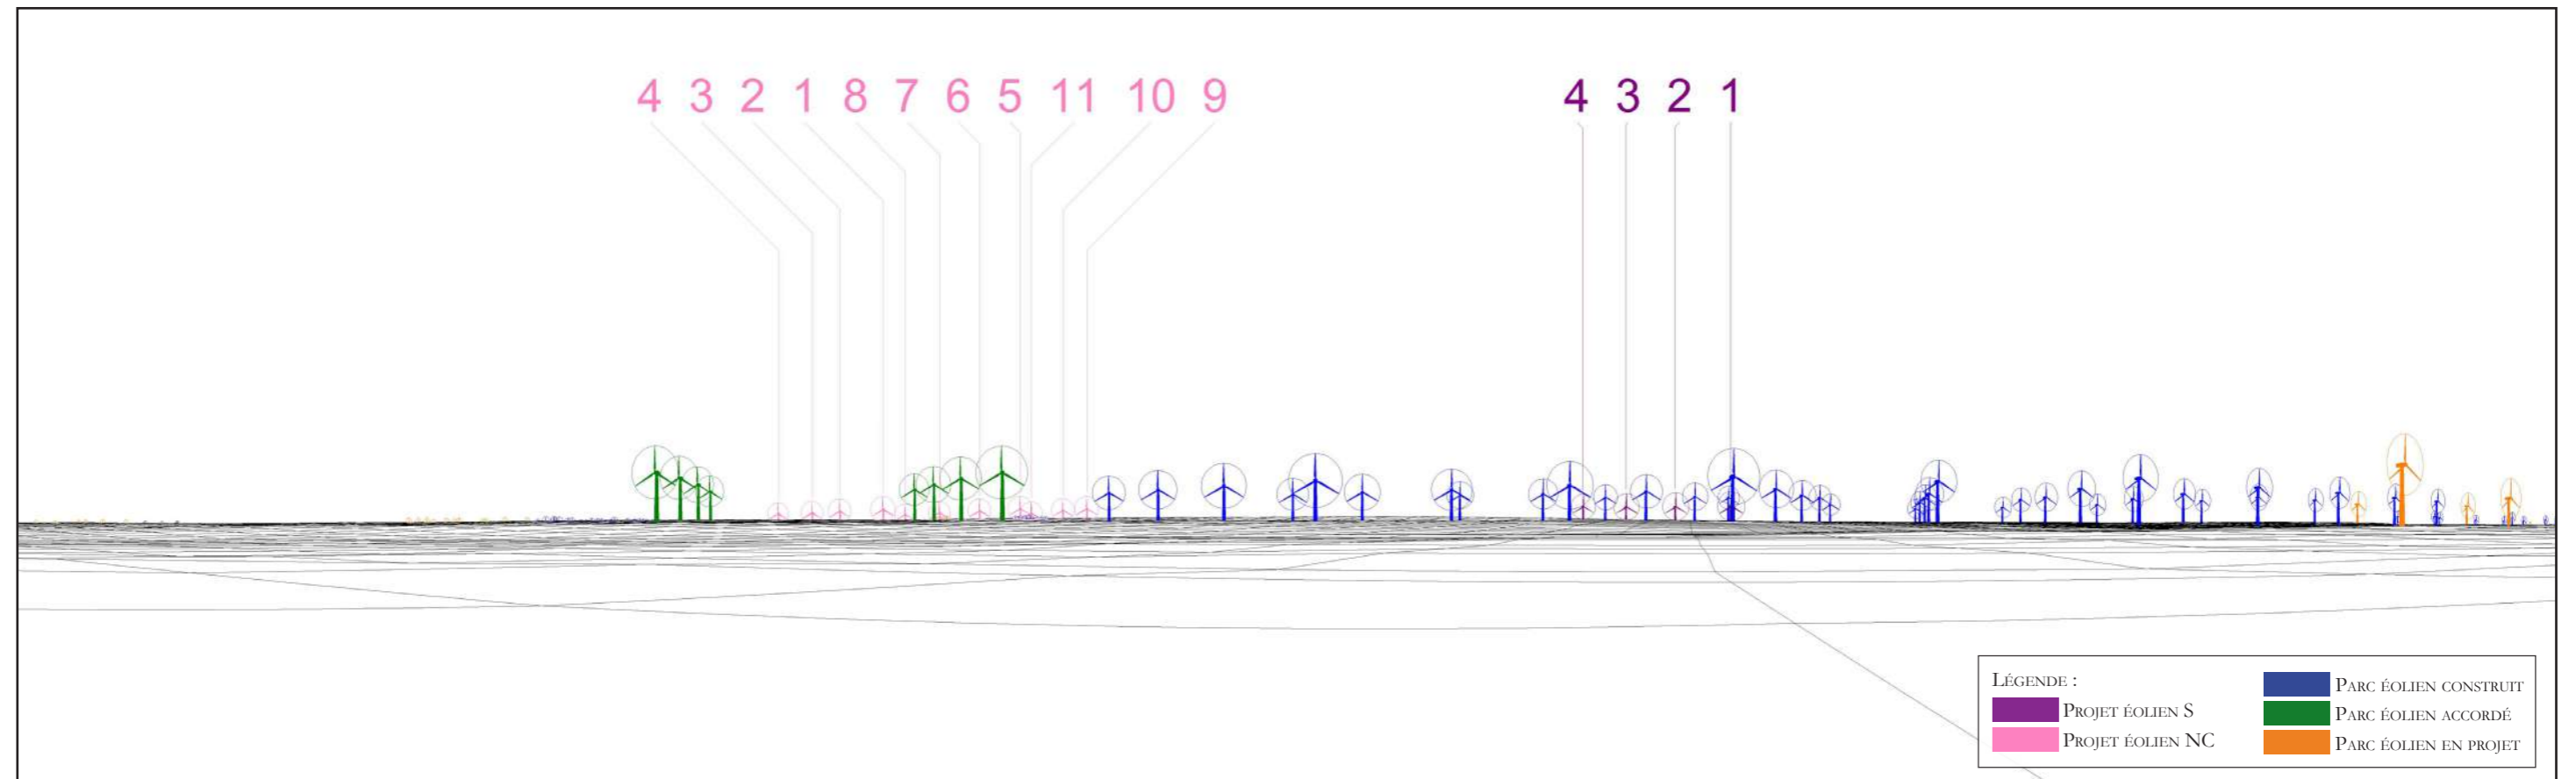 4 3 2 1 8 7 6 5 11 10 9 4 3 2 1
Légende :
Projet éolien S
Projet éolien NC
Parc éolien construit
Parc éolien accordé
Parc éolien en projet